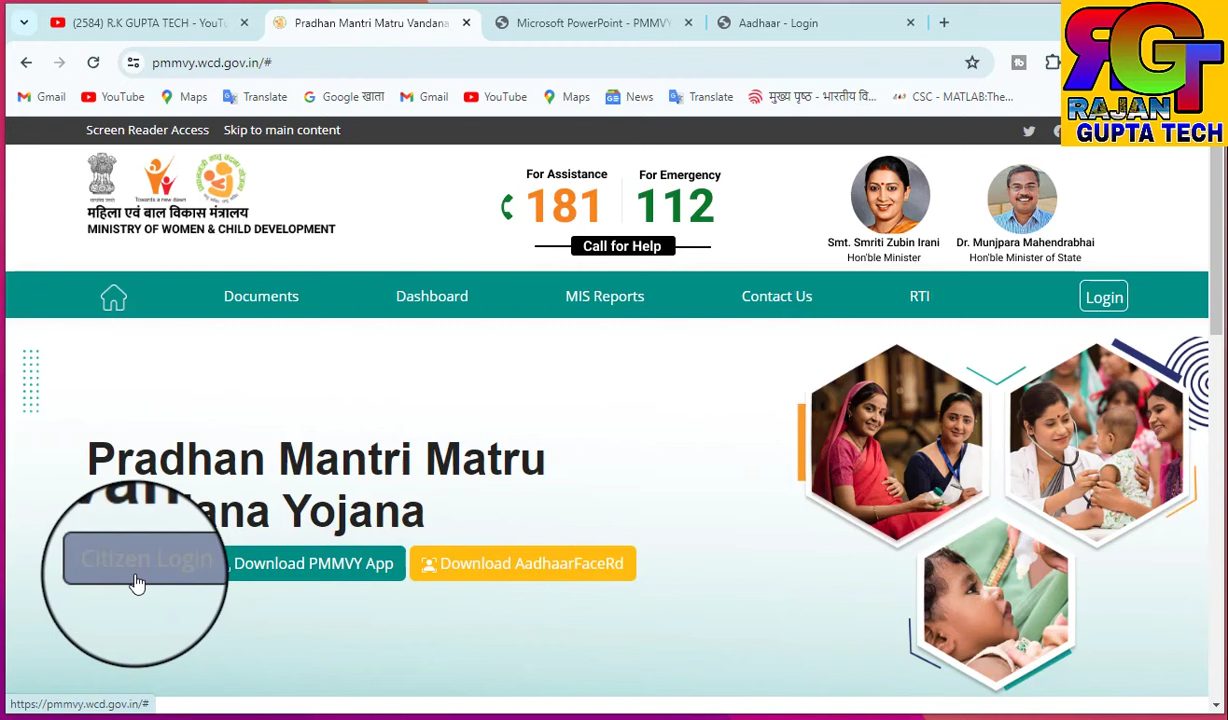 (2584) R.K GUPTA TECH - YouTu
Pradhan Mantri Matru Vandana
Microsoft PowerPoint - PMMVY
Aadhaar - Login
pmmvy.wcd.gov.in/#
Gmail
YouTube
Maps
Translate
Google खाता
Gmail
YouTube
Maps
News
Translate
मुख्य पृष्ठ - भारतीय वि...
CSC - MATLAB:The...
RGT
RAJAN
GUPTA TECH
Screen Reader Access
Skip to main content
Towards a new dawn
महिला एवं बाल विकास मंत्रालय
MINISTRY OF WOMEN & CHILD DEVELOPMENT
For Assistance
181
For Emergency
112
Call for Help
Smt. Smriti Zubin Irani
Hon'ble Minister
Dr. Munjpara Mahendrabhai
Hon'ble Minister of State
Documents
Dashboard
MIS Reports
Contact Us
RTI
Login
Pradhan Mantri Matru
ana Yojana
Citizen Login
Download PMMVY App
Download AadhaarFaceRd
https://pmmvy.wcd.gov.in/#